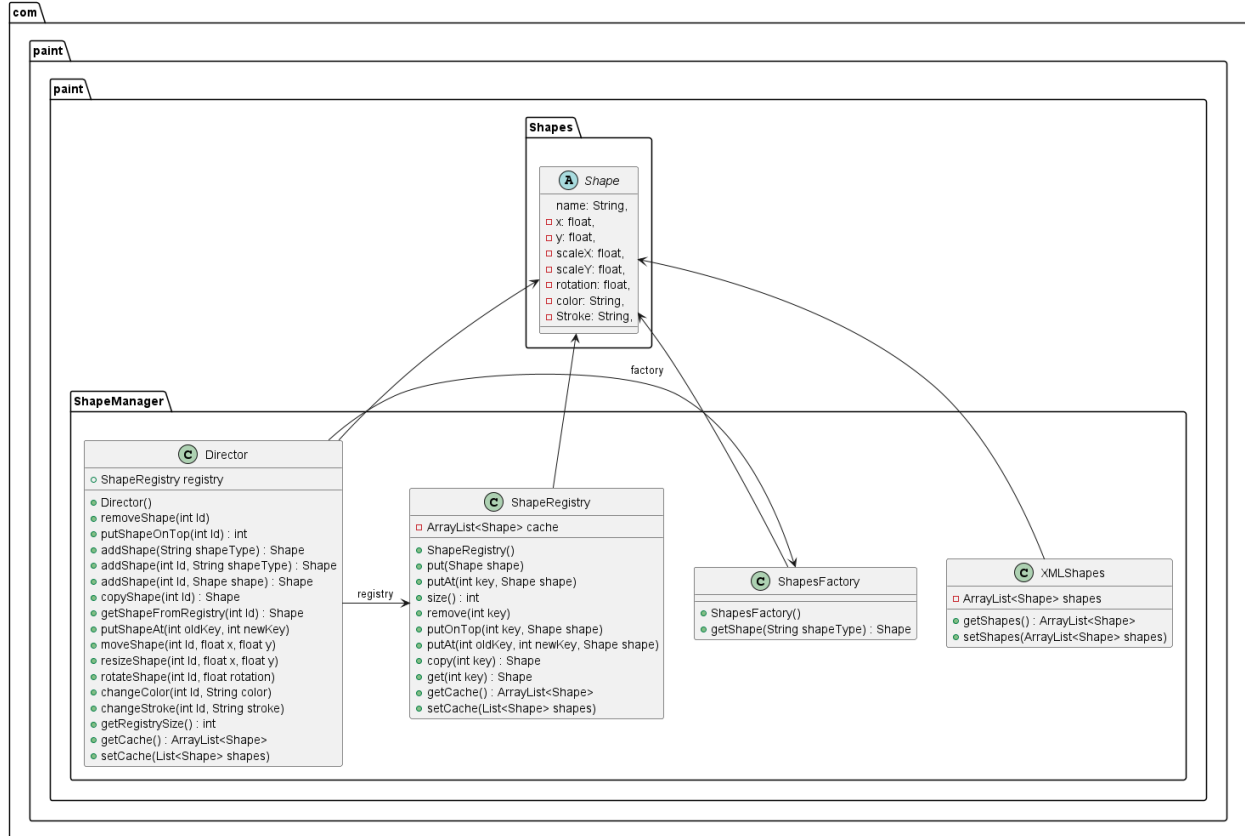 com
paint
paint
Shapes
A Shape
name: String,
x: float,
y: float,
scaleX: float,
scaleY: float,
rotation: float,
color: String,
Stroke: String,
factory
ShapeManager
C Director
ShapeRegistry registry
Director()
removeShape(int Id)
putShapeOnTop(int Id) : int
addShape(String shapeType) : Shape
addShape(int Id, String shapeType) : Shape
addShape(int Id, Shape shape) : Shape
copyShape(int Id) : Shape
getShapeFromRegistry(int Id) : Shape
putShapeAt(int oldKey, int newKey)
moveShape(int Id, float x, float y)
resizeShape(int Id, float x, float y)
rotateShape(int Id, float rotation)
changeColor(int Id, String color)
changeStroke(int Id, String stroke)
getRegistrySize() : int
getCache() : ArrayList<Shape>
setCache(List<Shape> shapes)
registry
C ShapeRegistry
ArrayList<Shape> cache
ShapeRegistry()
put(Shape shape)
putAt(int key, Shape shape)
size() : int
remove(int key)
putOnTop(int key, Shape shape)
putAt(int oldKey, int newKey, Shape shape)
copy(int key) : Shape
get(int key) : Shape
getCache() : ArrayList<Shape>
setCache(List<Shape> shapes)
C ShapesFactory
ShapesFactory()
getShape(String shapeType) : Shape
C XMLShapes
ArrayList<Shape> shapes
getShapes() : ArrayList<Shape>
setShapes(ArrayList<Shape> shapes)